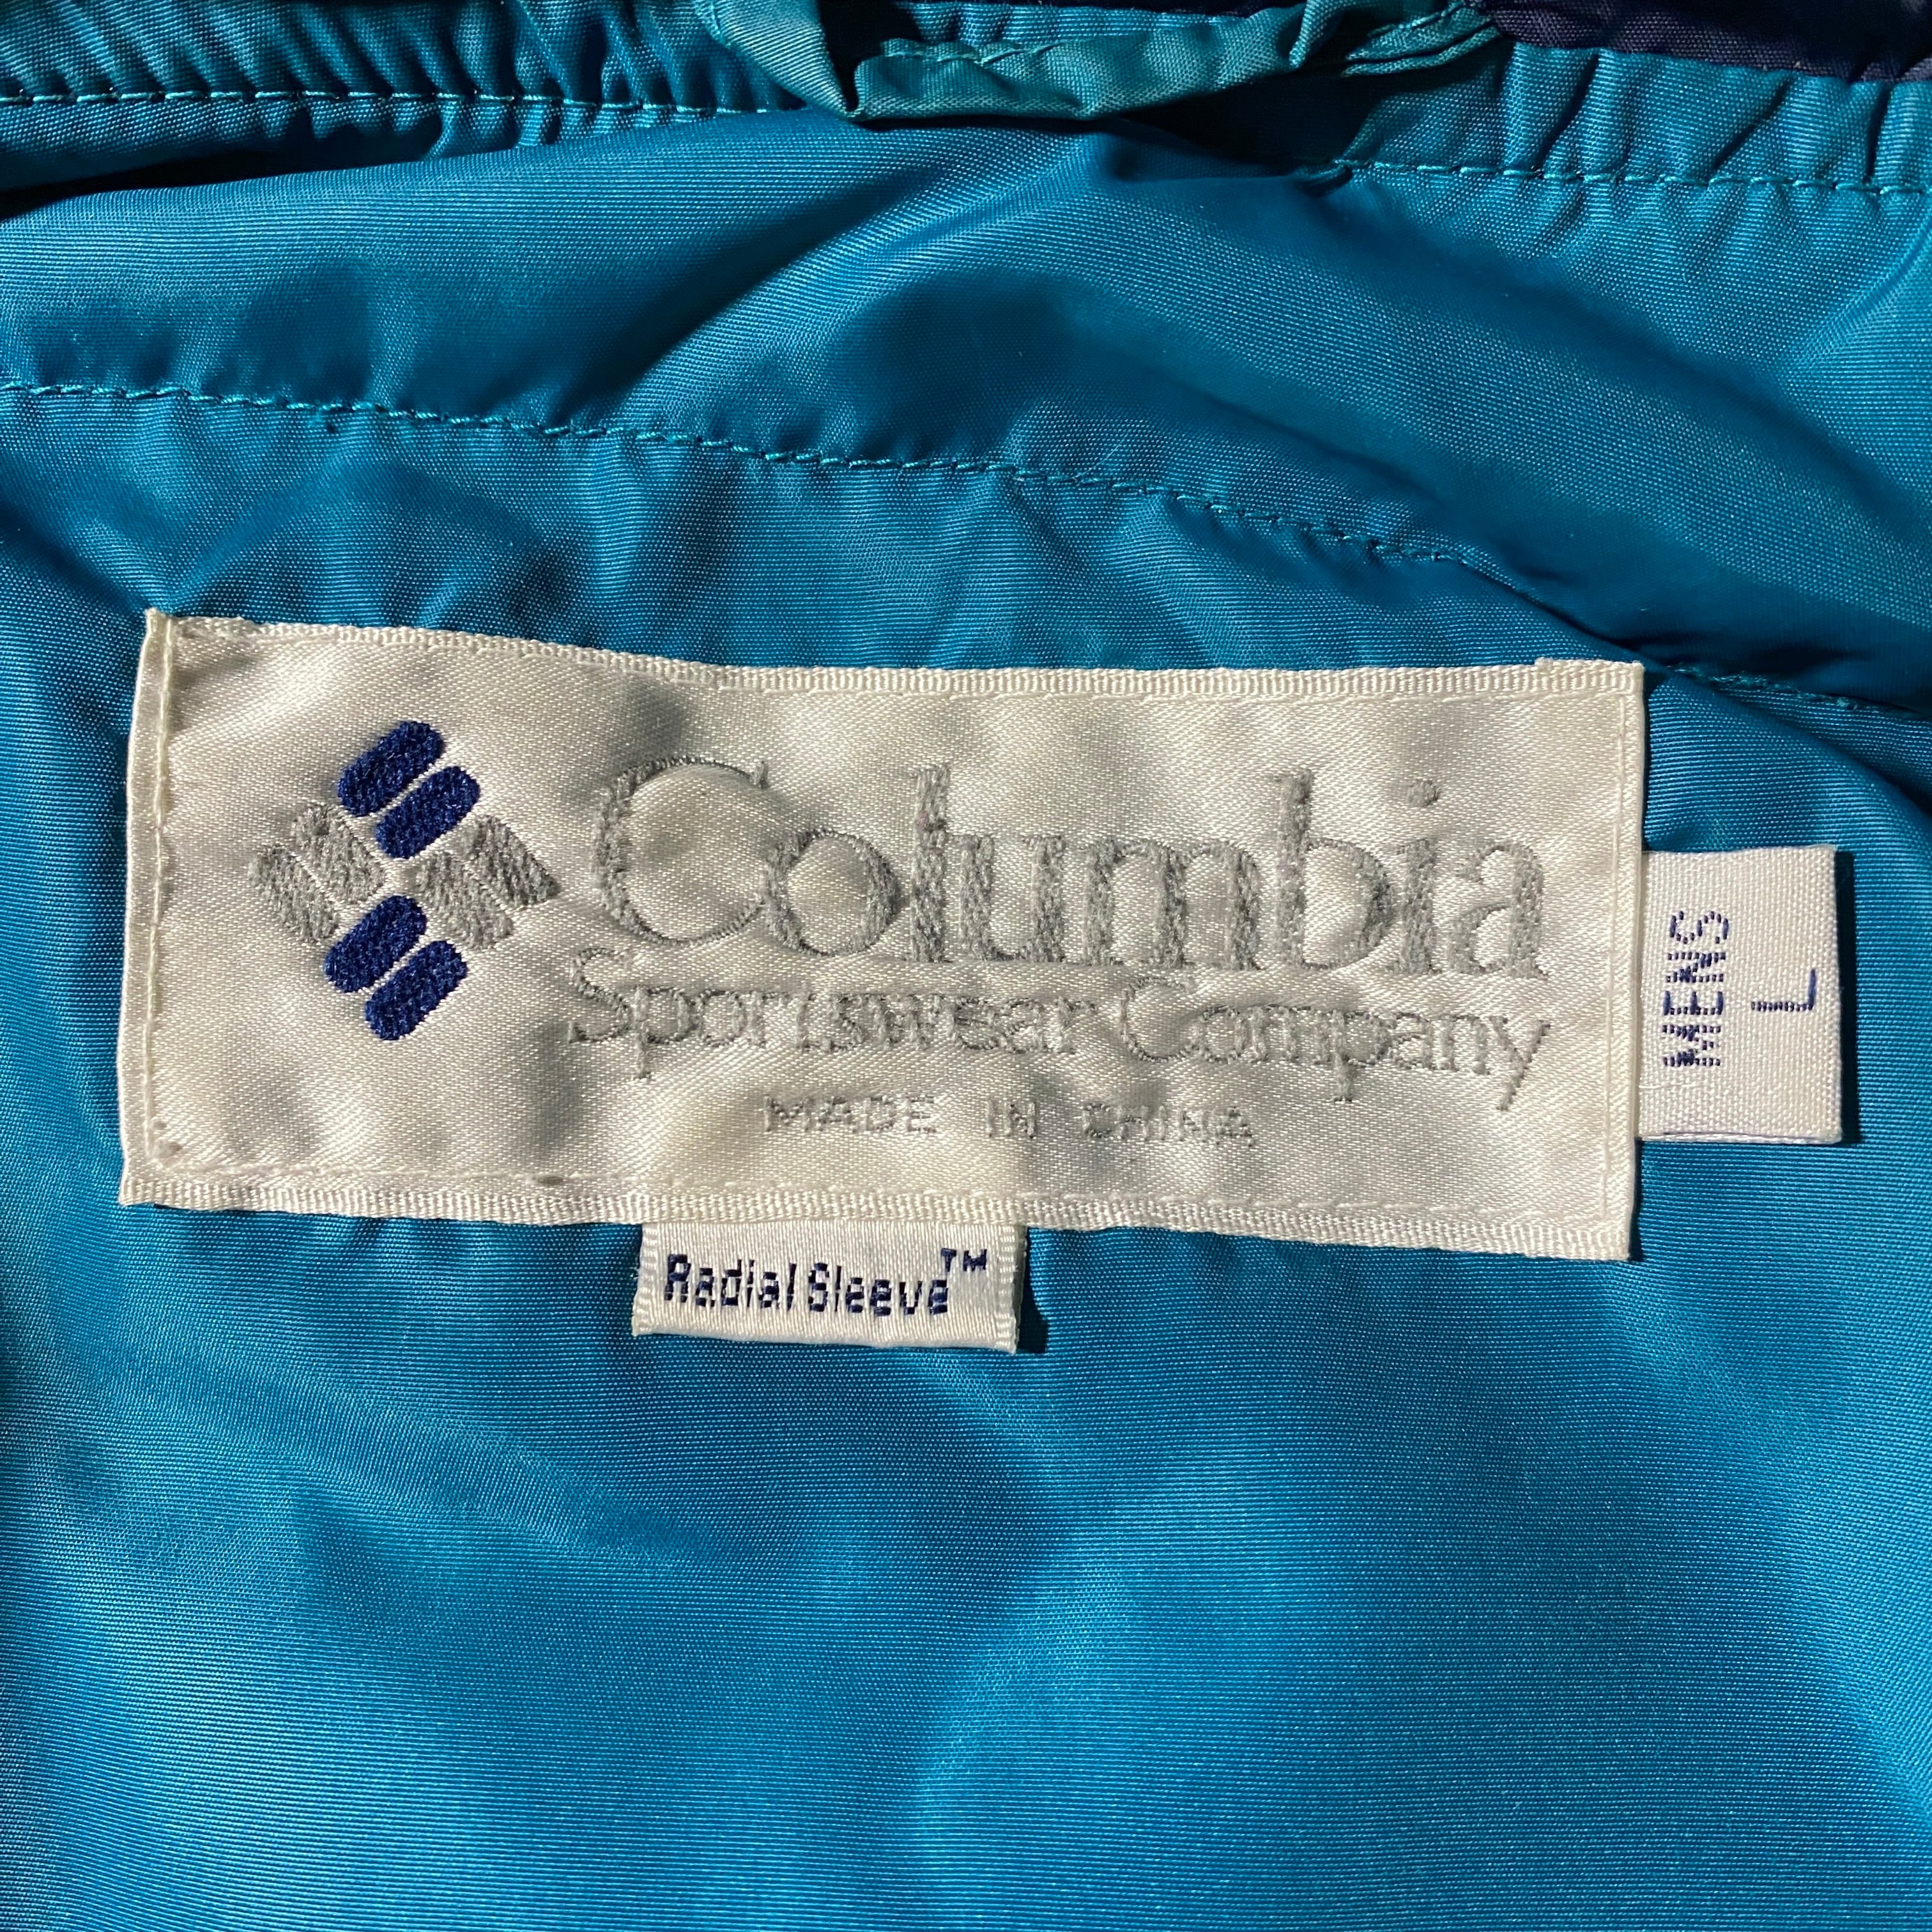 Columbia
Sportswear Company
MADE IN CHINA
MENS
L
Radial Sleeve™